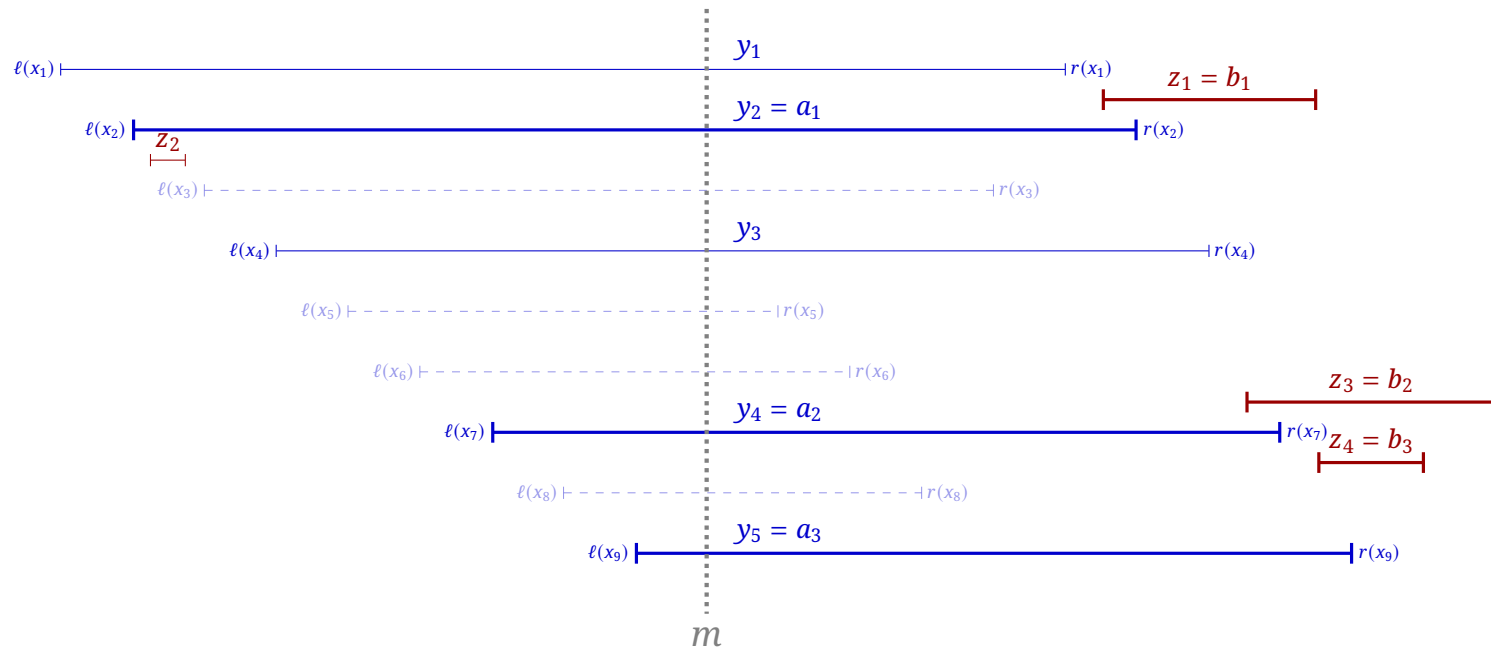 y₁
ℓ(x₁) r(x₁)
z₁ = b₁
y₂ = a₁
ℓ(x₂) r(x₂)
z₂
ℓ(x₃) r(x₃)
y₃
ℓ(x₄) r(x₄)
ℓ(x₅) r(x₅)
ℓ(x₆) r(x₆)
z₃ = b₂
y₄ = a₂
ℓ(x₇) r(x₇)
z₄ = b₃
ℓ(x₈) r(x₈)
y₅ = a₃
ℓ(x₉) r(x₉)
m